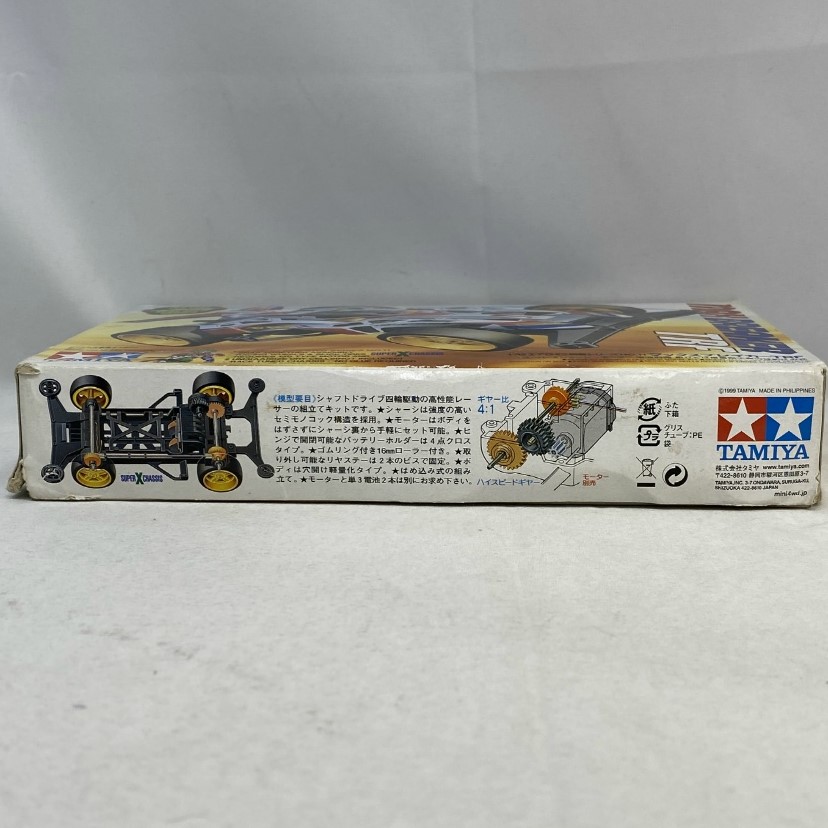 TAMIYA
SUPER X CHASSIS
《模型要目》シャフトドライブ四輪駆動の高性能レー
サーの組立てキットです。★シャーシは強度の高い
セミモノコック構造を採用。★モーターはボディを
はずさずにシャーシ裏から手軽にセット可能。★ヒ
ンジで開閉可能なバッテリーホルダーは4点クロス
タイプ。★ゴムリング付き16mmローラー付き。★取
り外し可能なリヤステーは2本のビスで固定。★ボ
ディは穴開け軽量化タイプ。★はめ込み式の組み
立て。★モーターと単3電池2本は別にお求め下さい。
ギヤー比
4:1
ハイスピードギヤー
モーター
別売
紙
ふた
下箱
プラ
グリス
チューブ:PE
袋
©1999 TAMIYA MADE IN PHILIPPINES
TAMIYA
株式会社タミヤ www.tamiya.com
〒422-8610 静岡市駿河区恩田原3-7
TAMIYA, INC. 3-7 ONDAWARA, SURUGA-KU,
SHIZUOKA 422-8610 JAPAN
mini4wd.jp